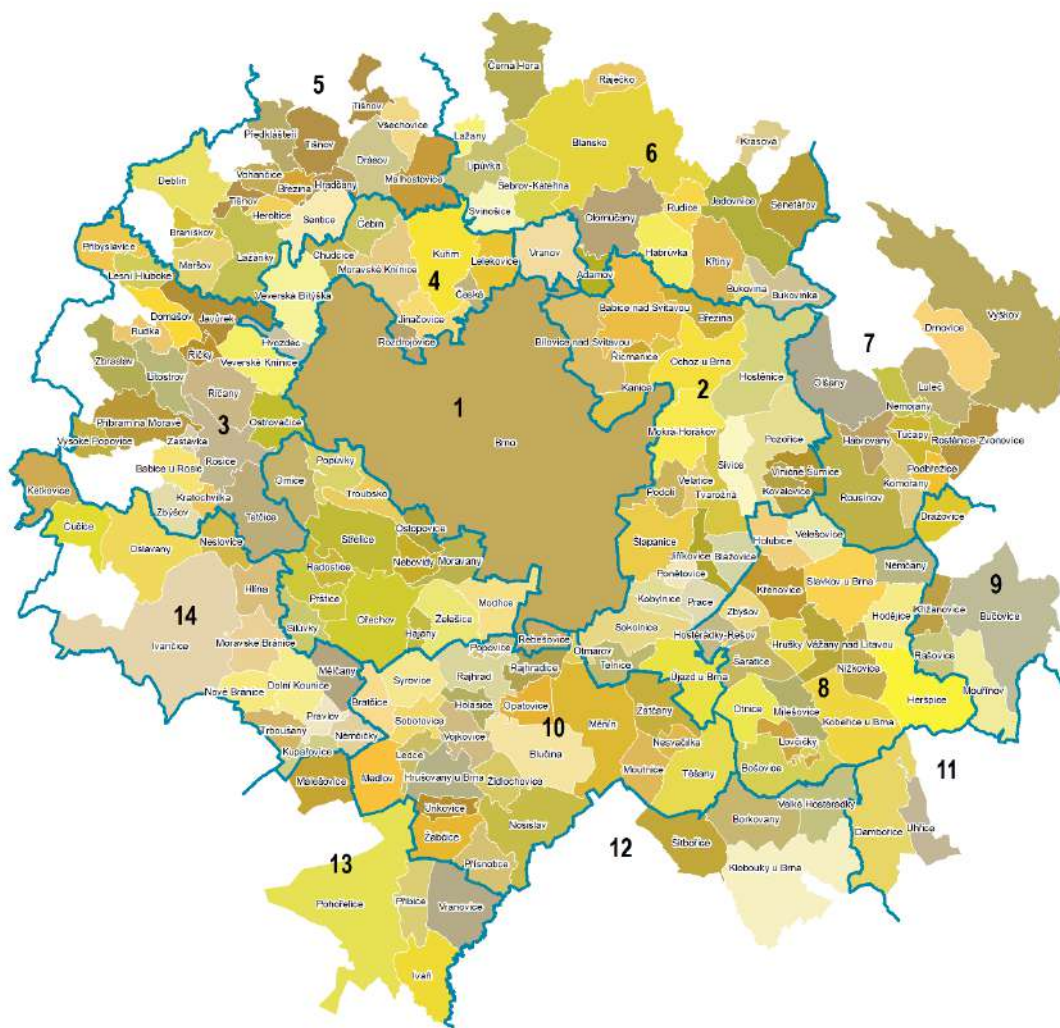 Černá Hora
Ráječko
5
Tišnov
Všechovice
Předklášteří
Tišnov
Lažany
Blansko
Krasová
6
Drásov
Lipůvka
Vohančice
Malhostovice
Deblín
Březina
Hradčany
Šebrov-Kateřina
Jedovnice
Senetářov
Tišnov
Svinošice
Rudice
Heroltice
Sentice
Olomučany
Braníškov
Čebín
Vyškov
Přibyslavice
Lažánky
Chudčice
Kuřim
Vranov
Habrůvka
Křtiny
Maršov
Moravské Knínice
Lelekovice
Lesní Hluboké
4
Adamov
Bukovina
Bukovinka
Veverská Bítýška
Česká
Domašov
Javůrek
Jinačovice
Babice nad Svitavou
Březina
Drnovice
Rudka
Hvozdec
Rozdrojovice
Bílovice nad Svitavou
7
Říčky
Veverské Knínice
Řícmanice
Ochoz u Brna
Zbraslav
Hostěnice
Olšany
Luleč
Litostrov
Kanice
2
Říčany
1
Nemojany
Příbram na Moravě
3
Ostrovačice
Mokrá-Horákov
Tučapy
Vysoké Popovice
Zastávka
Brno
Pozořice
Habrovany
Rostěnice-Zvonovice
Babice u Rosic
Rosice
Popůvky
Sivice
Viničné Šumice
Podbřežice
Ketkovice
Kratochvilka
Omice
Troubsko
Velatice
Komořany
Zbýšov
Tetčice
Podolí
Tvarožná
Kovalovice
Rousínov
Čučice
Neslovice
Ostopovice
Dražovice
Oslavany
Střelice
Šlapanice
Holubice
Velešovice
Radostice
Nebovidy
Moravany
Jiříkovice
Blažovice
Němčany
9
Hlína
Prštice
Ponětovice
Křenovice
Slavkov u Brna
14
Modřice
Kobylnice
Prace
Křižanovice
Bučovice
Silůvky
Ořechov
Želešice
Zbýšov
Hodějice
Ivančice
Hajany
Sokolnice
Moravské Bránice
Rebešovice
Hostěrádky-Rešov
Hrušky
Vážany nad Litavou
Popovice
Otmarov
Rašovice
Mělčany
Rajhradice
Telnice
Šaratice
Nížkovice
Rajhrad
Újezd u Brna
Nové Bránice
Dolní Kounice
Bratčice
Syrovice
Mouřínov
Holasice
Opatovice
Žatčany
8
Heršpice
Pravlov
Otnice
Milešovice
Trboušany
Sobotovice
10
Měnín
Kobeřice u Brna
Němčičky
Vojkovice
Nesvačilka
Lovčičky
Kupařovice
Ledce
Blučina
Moutnice
Bošovice
Malešovice
Medlov
Hrušovany u Brna
Židlochovice
Těšany
11
Unkovice
Nosislav
Velké Hostěrádky
Borkovany
Žabčice
12
Šitbořice
Dambořice
Uhřice
Přísnotice
13
Klobouky u Brna
Pohořelice
Přibice
Vranovice
Ivaň